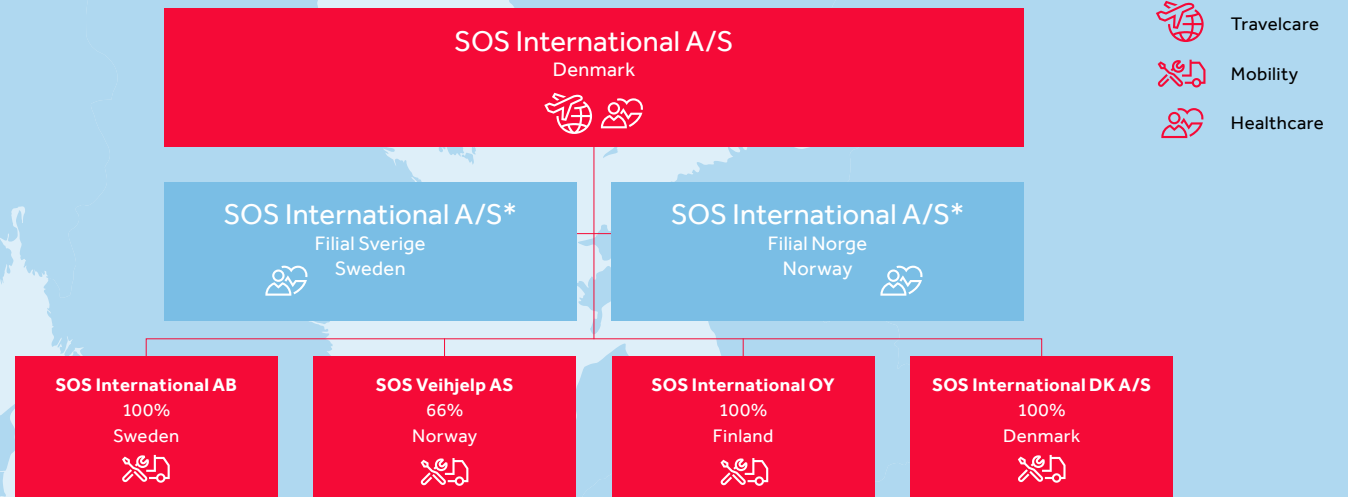 SOS International A/S
Denmark
Travelcare
Mobility
Healthcare
SOS International A/S*
Filial Sverige
Sweden
SOS International A/S*
Filial Norge
Norway
SOS International AB
100%
Sweden
SOS Veihjelp AS
66%
Norway
SOS International OY
100%
Finland
SOS International DK A/S
100%
Denmark